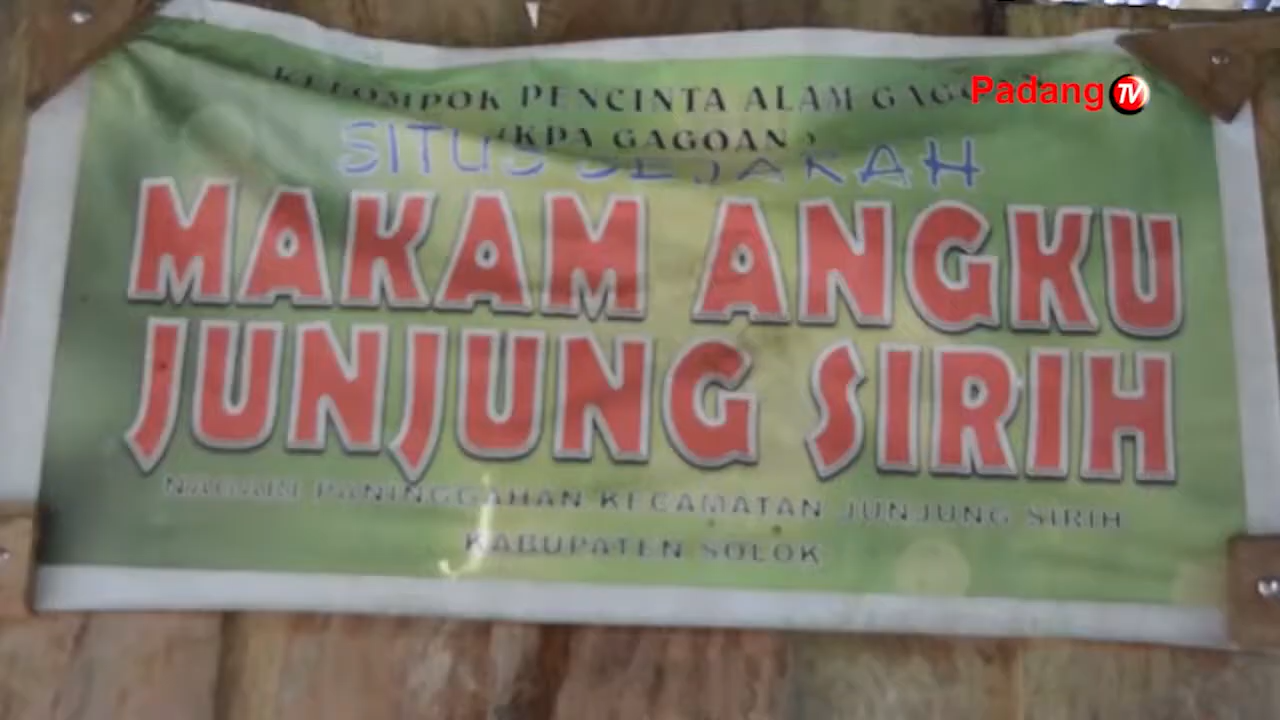 KELOMPOK PENCINTA ALAM
Padang TV
(KPA GAGOAN)
SITUS SEJARAH
MAKAM ANGKU
JUNJUNG SIRIH
NAGARI PANINGGAHAN KECAMATAN JUNJUNG SIRIH
KABUPATEN SOLOK